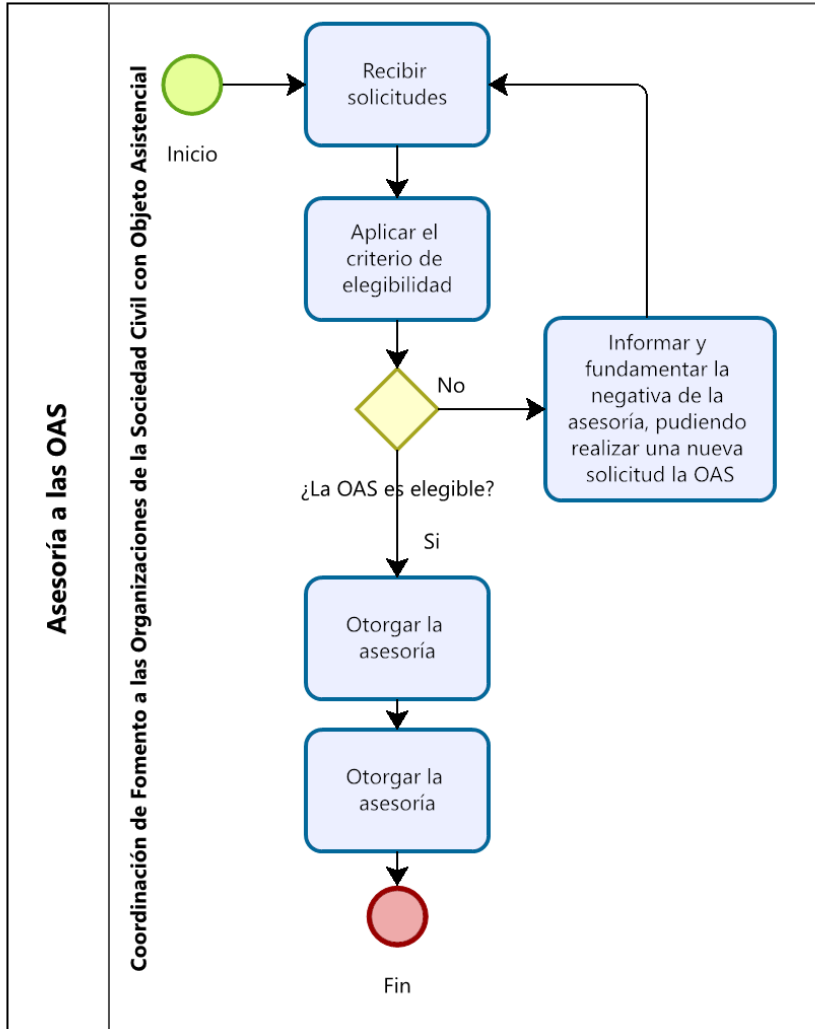 Asesoría a las OAS
Coordinación de Fomento a las Organizaciones de la Sociedad Civil con Objeto Asistencial
Inicio
Recibir
solicitudes
Aplicar el
criterio de
elegibilidad
No
Informar y
fundamentar la
negativa de la
asesoría, pudiendo
realizar una nueva
solicitud la OAS
¿La OAS es elegible?
Si
Otorgar la
asesoría
Otorgar la
asesoría
Fin